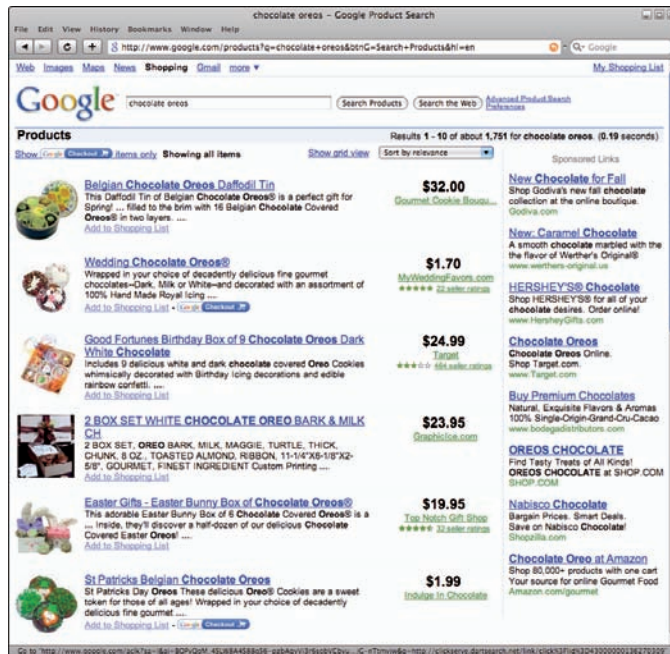 chocolate oreos – Google Product Search
File Edit View History Bookmarks Window Help
http://www.google.com/products?q=chocolate+oreos&btnG=Search+Products&hl=en
Google
Web Images Maps News Shopping Gmail more ▼
My Shopping List
Google
chocolate oreos
Search Products
Search the Web
Advanced Product Search
Preferences
Products
Results 1 - 10 of about 1,751 for chocolate oreos. (0.19 seconds)
Show Google Checkout items only Showing all items
Show grid view
Sort by relevance
Belgian Chocolate Oreos Daffodil Tin
This Daffodil Tin of Belgian Chocolate Oreos® is a perfect gift for
Spring! ... filled to the brim with 16 Belgian Chocolate Covered
Oreos® in two layers. ....
Add to Shopping List
$32.00
Gourmet Cookie Bouqu...
Wedding Chocolate Oreos®
Wrapped in your choice of decadently delicious fine gourmet
chocolates--Dark, Milk or White--and decorated with an assortment of
100% Hand Made Royal Icing ....
Add to Shopping List - Google Checkout
$1.70
MyWeddingFavors.com
22 seller ratings
Good Fortunes Birthday Box of 9 Chocolate Oreos Dark
White Chocolate
Includes 9 delicious white and dark chocolate covered Oreo Cookies
whimsically decorated with Birthday Icing decorations and edible
rainbow confetti. ....
Add to Shopping List
$24.99
Target
464 seller ratings
2 BOX SET WHITE CHOCOLATE OREO BARK & MILK
CH
2 BOX SET, OREO BARK, MILK, MAGGIE, TURTLE, THICK,
CHUNK, 8 OZ., TOASTED ALMOND, RIBBON, 11-1/4"X6-1/8"X2-
5/8", GOURMET, FINEST INGREDIENT Custom Printing ....
Add to Shopping List
$23.95
GraphicIce.com
Easter Gifts - Easter Bunny Box of Chocolate Oreos®
This adorable Easter Bunny Box of 6 Chocolate Covered Oreos® is a
... Inside, they'll discover a half-dozen of our delicious Chocolate
Covered Easter Oreos! ....
Add to Shopping List
$19.95
Top Notch Gift Shop
32 seller ratings
St Patricks Belgian Chocolate Oreos
St Patricks Day Oreos These delicious Oreo® Cookies are a sweet
token for those of all ages! Wrapped in your choice of decadently
delicious fine gourmet ....
Add to Shopping List - Google Checkout
$1.99
Indulge In Chocolate
Sponsored Links
New Chocolate for Fall
Shop Godiva's new fall chocolate
collection at the online boutique.
Godiva.com
New: Caramel Chocolate
A smooth chocolate marbled with the
the flavor of Werther's Original®
www.werthers-original.us
HERSHEY'S® Chocolate
Shop HERSHEY'S® for all of your
chocolate desires. Order online!
www.HersheyGifts.com
Chocolate Oreos
Chocolate Oreos Online.
Shop Target.com.
www.Target.com
Buy Premium Chocolates
Natural, Exquisite Flavors & Aromas
100% Single-Origin-Grand-Cru-Cacao
www.bodegadistributors.com
OREOS CHOCOLATE
Find Tasty Treats of All Kinds!
OREOS CHOCOLATE at SHOP.COM
SHOP.COM
Nabisco Chocolate
Bargain Prices. Smart Deals.
Save on Nabisco Chocolate!
Shopzilla.com
Chocolate Oreo at Amazon
Shop 80,000+ products with one cart
Your source for online Gourmet Food
Amazon.com/gourmet